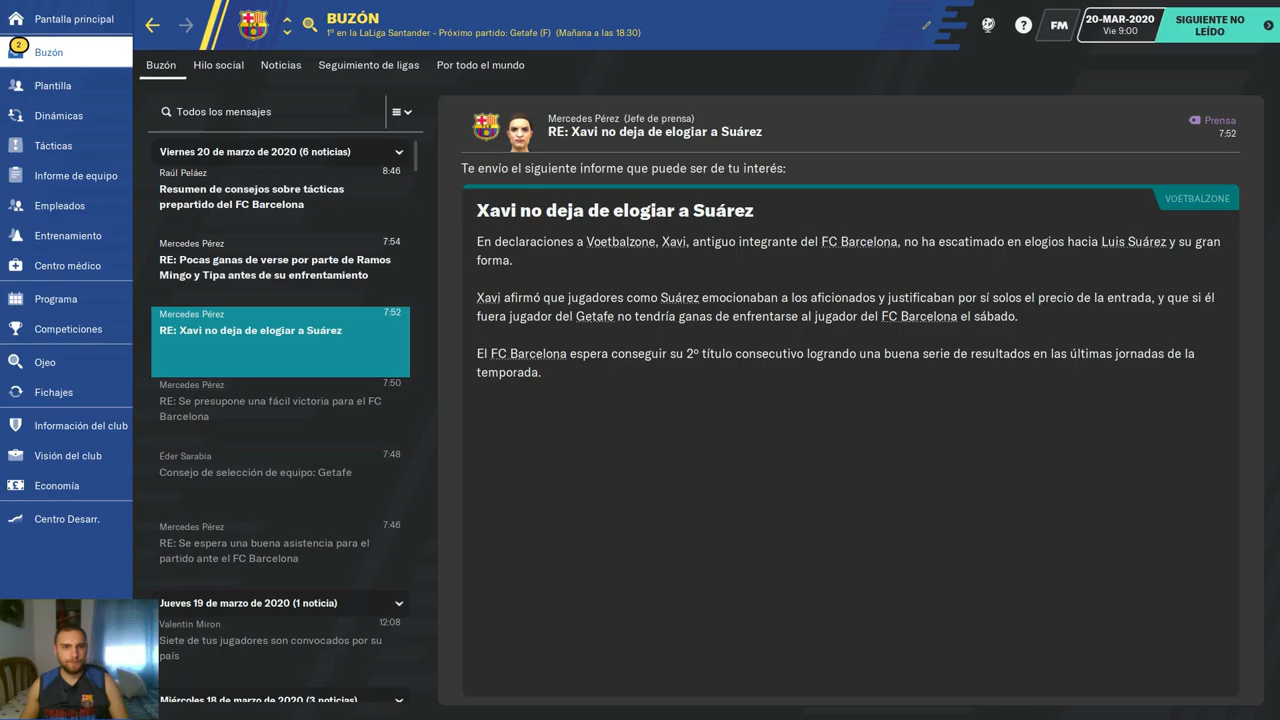 Pantalla principal
2
Buzón
Plantilla
Dinámicas
Tácticas
Informe de equipo
Empleados
Entrenamiento
Centro médico
Programa
Competiciones
Ojeo
Fichajes
Información del club
Visión del club
Economía
Centro Desarr.
BUZÓN
1º en la LaLiga Santander - Próximo partido: Getafe (F) (Mañana a las 18:30)
?
FM
20-MAR-2020
Vie 9:00
SIGUIENTE NO
LEÍDO
Buzón
Hilo social
Noticias
Seguimiento de ligas
Por todo el mundo
Todos los mensajes
Viernes 20 de marzo de 2020 (6 noticias)
Raúl Peláez
8:46
Resumen de consejos sobre tácticas
prepartido del FC Barcelona
Mercedes Pérez
7:54
RE: Pocas ganas de verse por parte de Ramos
Mingo y Tipa antes de su enfrentamiento
Mercedes Pérez
7:52
RE: Xavi no deja de elogiar a Suárez
Mercedes Pérez
7:50
RE: Se presupone una fácil victoria para el FC
Barcelona
Éder Sarabia
7:48
Consejo de selección de equipo: Getafe
Mercedes Pérez
7:46
RE: Se espera una buena asistencia para el
partido ante el FC Barcelona
Jueves 19 de marzo de 2020 (1 noticia)
Valentin Miron
12:08
Siete de tus jugadores son convocados por su
país
Miércoles 18 de marzo de 2020 (3 noticias)
Mercedes Pérez (Jefe de prensa)
RE: Xavi no deja de elogiar a Suárez
Prensa
7:52
Te envío el siguiente informe que puede ser de tu interés:
VOETBALZONE
Xavi no deja de elogiar a Suárez
En declaraciones a Voetbalzone, Xavi, antiguo integrante del FC Barcelona, no ha escatimado en elogios hacia Luis Suárez y su gran
forma.
Xavi afirmó que jugadores como Suárez emocionaban a los aficionados y justificaban por sí solos el precio de la entrada, y que si él
fuera jugador del Getafe no tendría ganas de enfrentarse al jugador del FC Barcelona el sábado.
El FC Barcelona espera conseguir su 2º título consecutivo logrando una buena serie de resultados en las últimas jornadas de la
temporada.